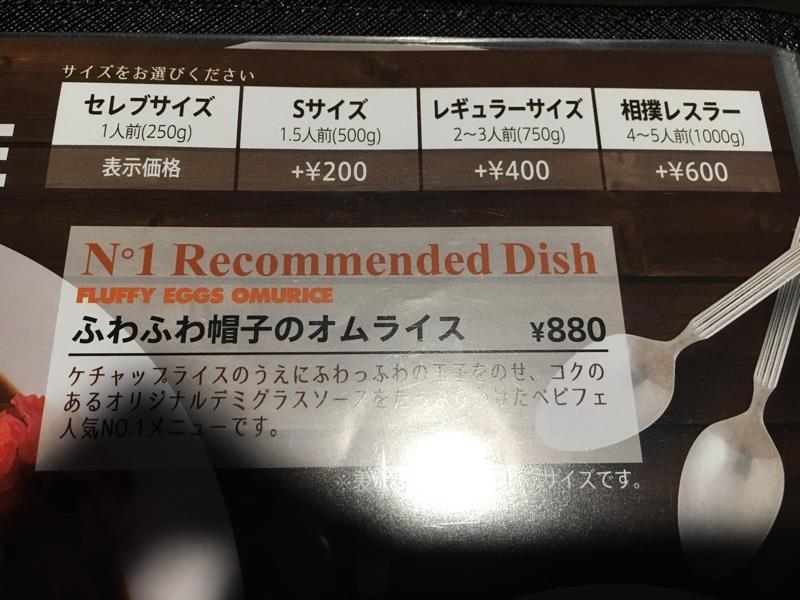 サイズをお選びください
セレブサイズ Sサイズ レギュラーサイズ 相撲レスラー
1人前(250g) 1.5人前(500g) 2〜3人前(750g) 4〜5人前(1000g)
表示価格 +¥200 +¥400 +¥600
N°1 Recommended Dish
FLUFFY EGGS OMURICE
ふわふわ帽子のオムライス ¥880
ケチャップライスのうえにふわっふわの玉子をのせ、コクの
あるオリジナルデミグラスソースをたっぷり ベビフェ
人気NO.1メニューです。
サイズです。